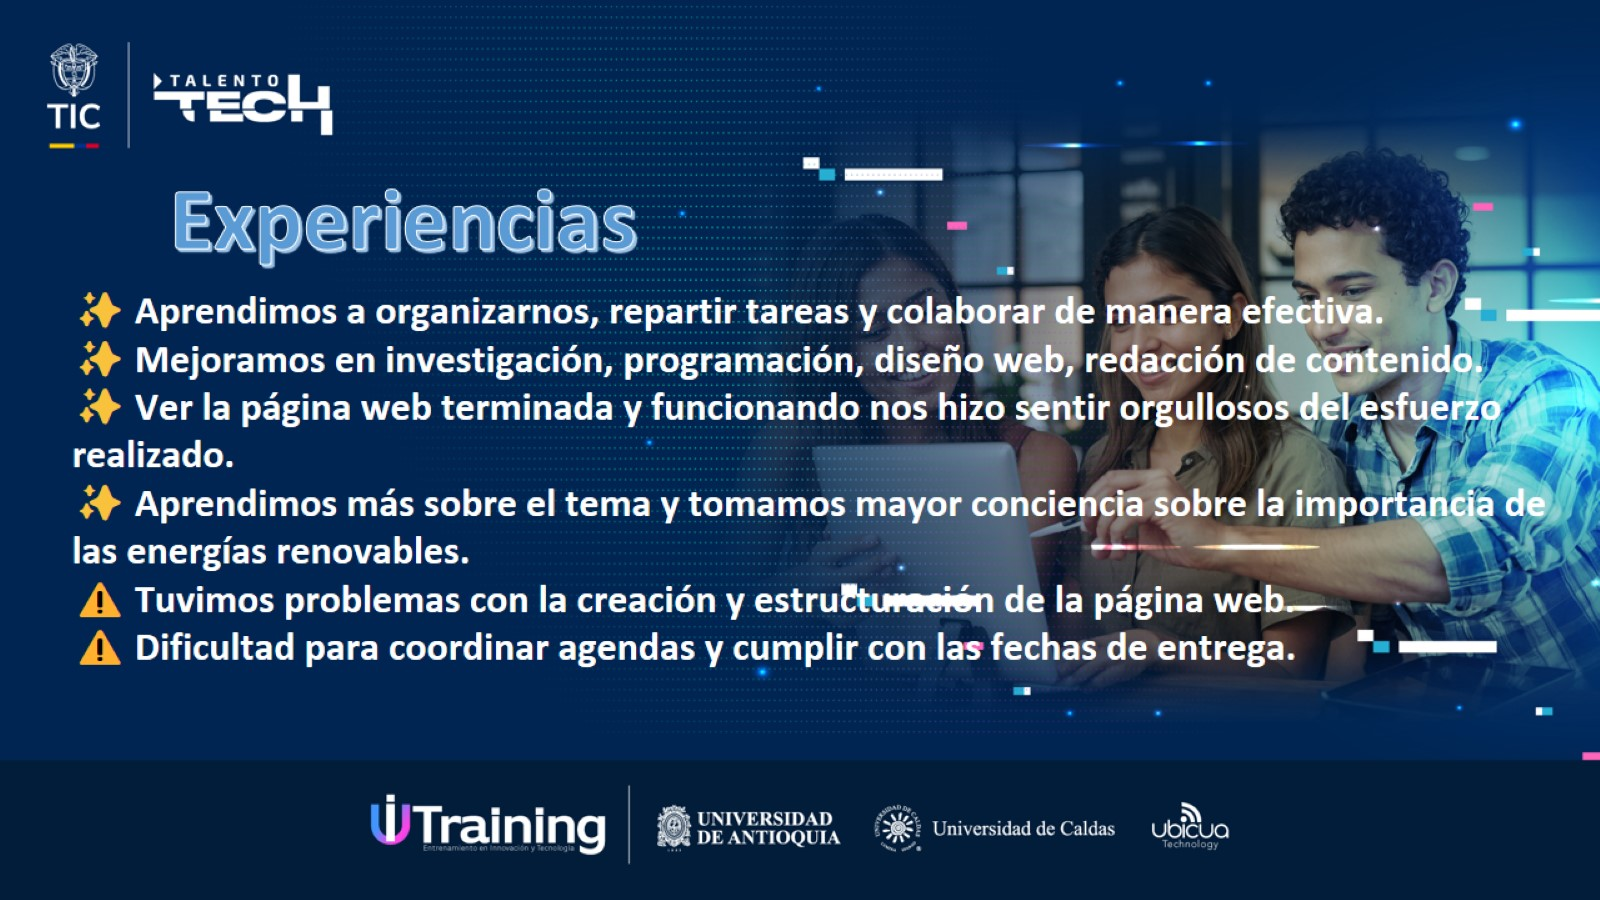 TIC
TALENTO
TECH
Experiencias
✨ Aprendimos a organizarnos, repartir tareas y colaborar de manera efectiva.
✨ Mejoramos en investigación, programación, diseño web, redacción de contenido.
✨ Ver la página web terminada y funcionando nos hizo sentir orgullosos del esfuerzo
realizado.
✨ Aprendimos más sobre el tema y tomamos mayor conciencia sobre la importancia de
las energías renovables.
⚠️ Tuvimos problemas con la creación y estructuración de la página web.
⚠️ Dificultad para coordinar agendas y cumplir con las fechas de entrega.
UTraining
Entrenamiento en Innovación y Tecnología
UNIVERSIDAD
DE ANTIOQUIA
Universidad de Caldas
ubicua
Technology